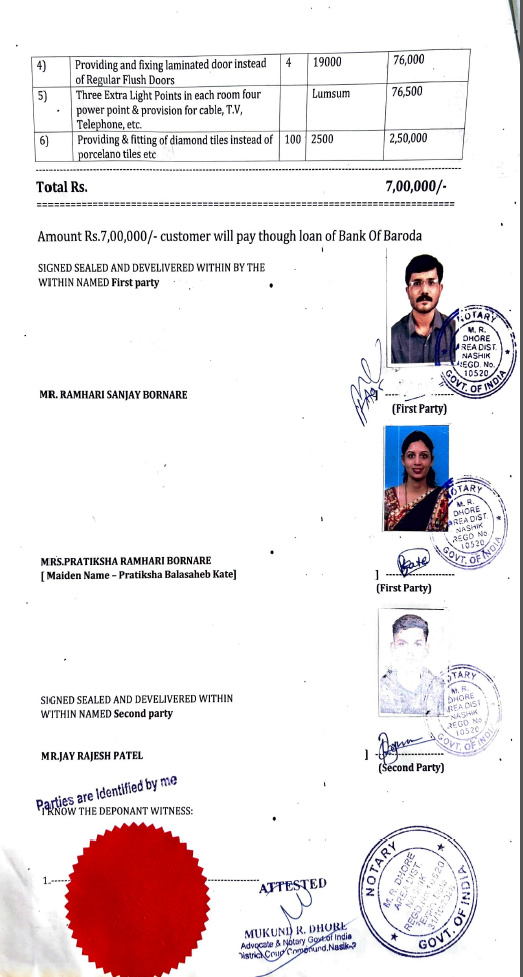 4) Providing and fixing laminated door instead 4 19000 76,000
of Regular Flush Doors
5) Three Extra Light Points in each room four Lumsum 76,500
power point & provision for cable, T.V,
Telephone, etc.
6) Providing & fitting of diamond tiles instead of 100 2500 2,50,000
porcelano tiles etc
Total Rs. 7,00,000/-
Amount Rs.7,00,000/- customer will pay though loan of Bank Of Baroda
SIGNED SEALED AND DEVELIVERED WITHIN BY THE
WITHIN NAMED First party
NOTARY
M. R.
DHORE
AREA DIST.
NASHIK
REGD. No.
10520
GOVT. OF INDIA
MR. RAMHARI SANJAY BORNARE
(First Party)
NOTARY
M. R.
DHORE
AREA DIST.
NASHIK
REGD No
10520
GOVT. OF INDIA
MRS.PRATIKSHA RAMHARI BORNARE
[ Maiden Name – Pratiksha Balasaheb Kate]
]
(First Party)
NOTARY
M. R.
DHORE
AREA DIST.
NASHIK
REGD No
10520
GOVT. OF INDIA
SIGNED SEALED AND DEVELIVERED WITHIN
WITHIN NAMED Second party
MR.JAY RAJESH PATEL ]
(Second Party)
Parties are Identified by me
I KNOW THE DEPONANT WITNESS:
1.
ATTESTED
MUKUND R. DHORE
Advocate & Notary Govt.of India
District Court Compound,Nasik-2
NOTARY
M. R. DHORE
AREA DIST.
NASHIK
GOVT. OF INDIA